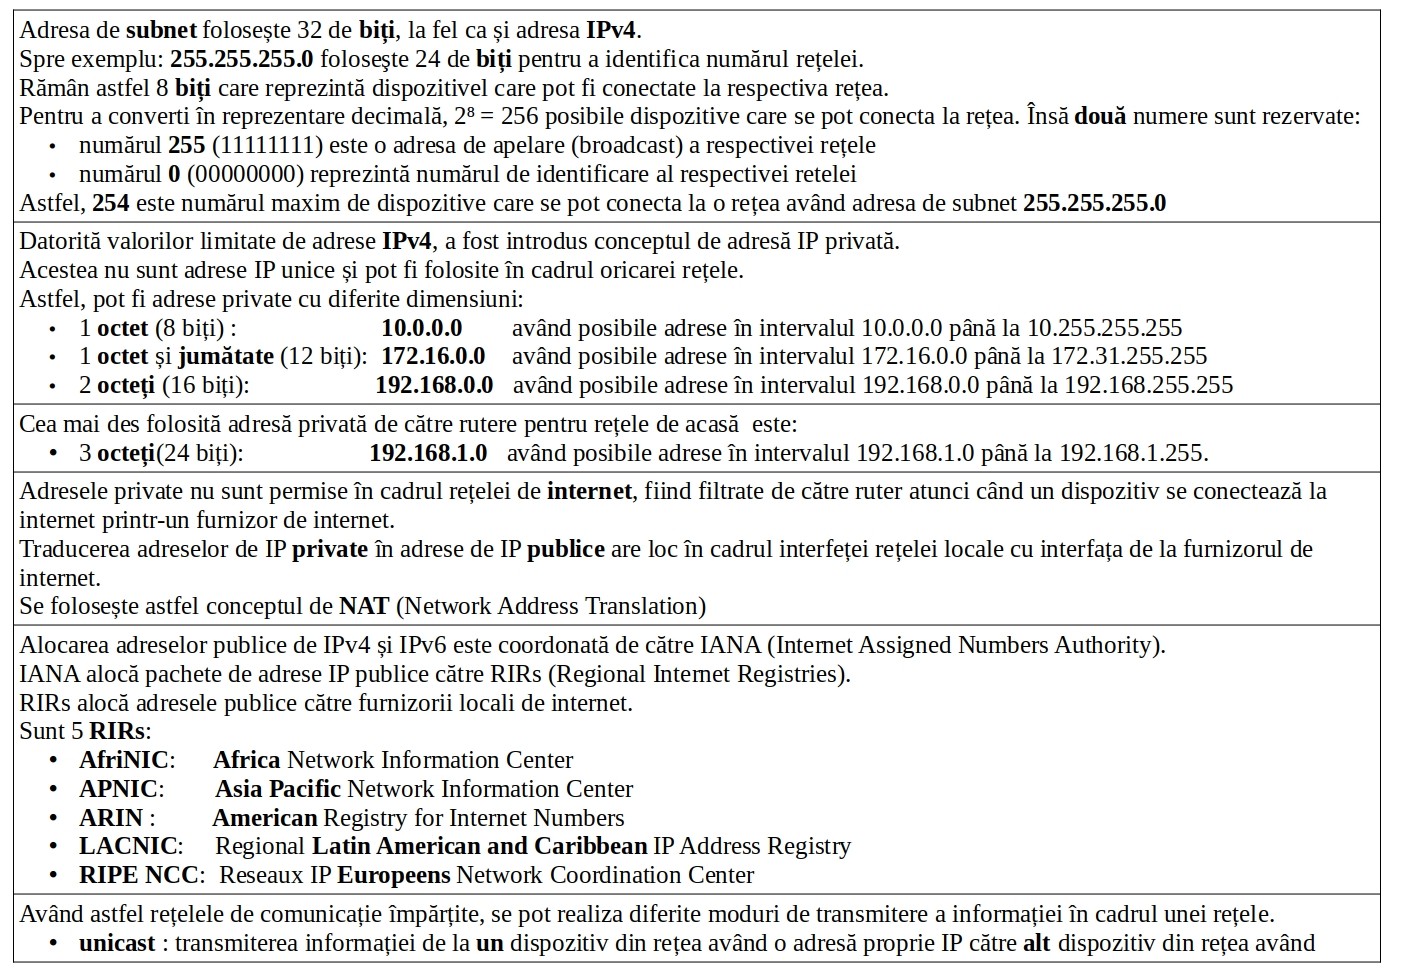 Adresa de subnet folosește 32 de biți, la fel ca și adresa IPv4.
Spre exemplu: 255.255.255.0 foloseşte 24 de biți pentru a identifica numărul rețelei.
Rămân astfel 8 biți care reprezintă dispozitivel care pot fi conectate la respectiva rețea.
Pentru a converti în reprezentare decimală, 2⁸ = 256 posibile dispozitive care se pot conecta la rețea. Însă două numere sunt rezervate:
• numărul 255 (11111111) este o adresa de apelare (broadcast) a respectivei rețele
• numărul 0 (00000000) reprezintă numărul de identificare al respectivei retelei
Astfel, 254 este numărul maxim de dispozitive care se pot conecta la o rețea având adresa de subnet 255.255.255.0
Datorită valorilor limitate de adrese IPv4, a fost introdus conceptul de adresă IP privată.
Acestea nu sunt adrese IP unice și pot fi folosite în cadrul oricarei rețele.
Astfel, pot fi adrese private cu diferite dimensiuni:
• 1 octet (8 biți) : 10.0.0.0 având posibile adrese în intervalul 10.0.0.0 până la 10.255.255.255
• 1 octet și jumătate (12 biți): 172.16.0.0 având posibile adrese în intervalul 172.16.0.0 până la 172.31.255.255
• 2 octeți (16 biți): 192.168.0.0 având posibile adrese în intervalul 192.168.0.0 până la 192.168.255.255
Cea mai des folosită adresă privată de către rutere pentru rețele de acasă este:
• 3 octeți(24 biți): 192.168.1.0 având posibile adrese în intervalul 192.168.1.0 până la 192.168.1.255.
Adresele private nu sunt permise în cadrul rețelei de internet, fiind filtrate de către ruter atunci când un dispozitiv se conectează la
internet printr-un furnizor de internet.
Traducerea adreselor de IP private în adrese de IP publice are loc în cadrul interfeței rețelei locale cu interfața de la furnizorul de
internet.
Se folosește astfel conceptul de NAT (Network Address Translation)
Alocarea adreselor publice de IPv4 și IPv6 este coordonată de către IANA (Internet Assigned Numbers Authority).
IANA alocă pachete de adrese IP publice către RIRs (Regional Internet Registries).
RIRs alocă adresele publice către furnizorii locali de internet.
Sunt 5 RIRs:
• AfriNIC: Africa Network Information Center
• APNIC: Asia Pacific Network Information Center
• ARIN : American Registry for Internet Numbers
• LACNIC: Regional Latin American and Caribbean IP Address Registry
• RIPE NCC: Reseaux IP Europeens Network Coordination Center
Având astfel rețelele de comunicație împărțite, se pot realiza diferite moduri de transmitere a informației în cadrul unei rețele.
• unicast : transmiterea informației de la un dispozitiv din rețea având o adresă proprie IP către alt dispozitiv din rețea având